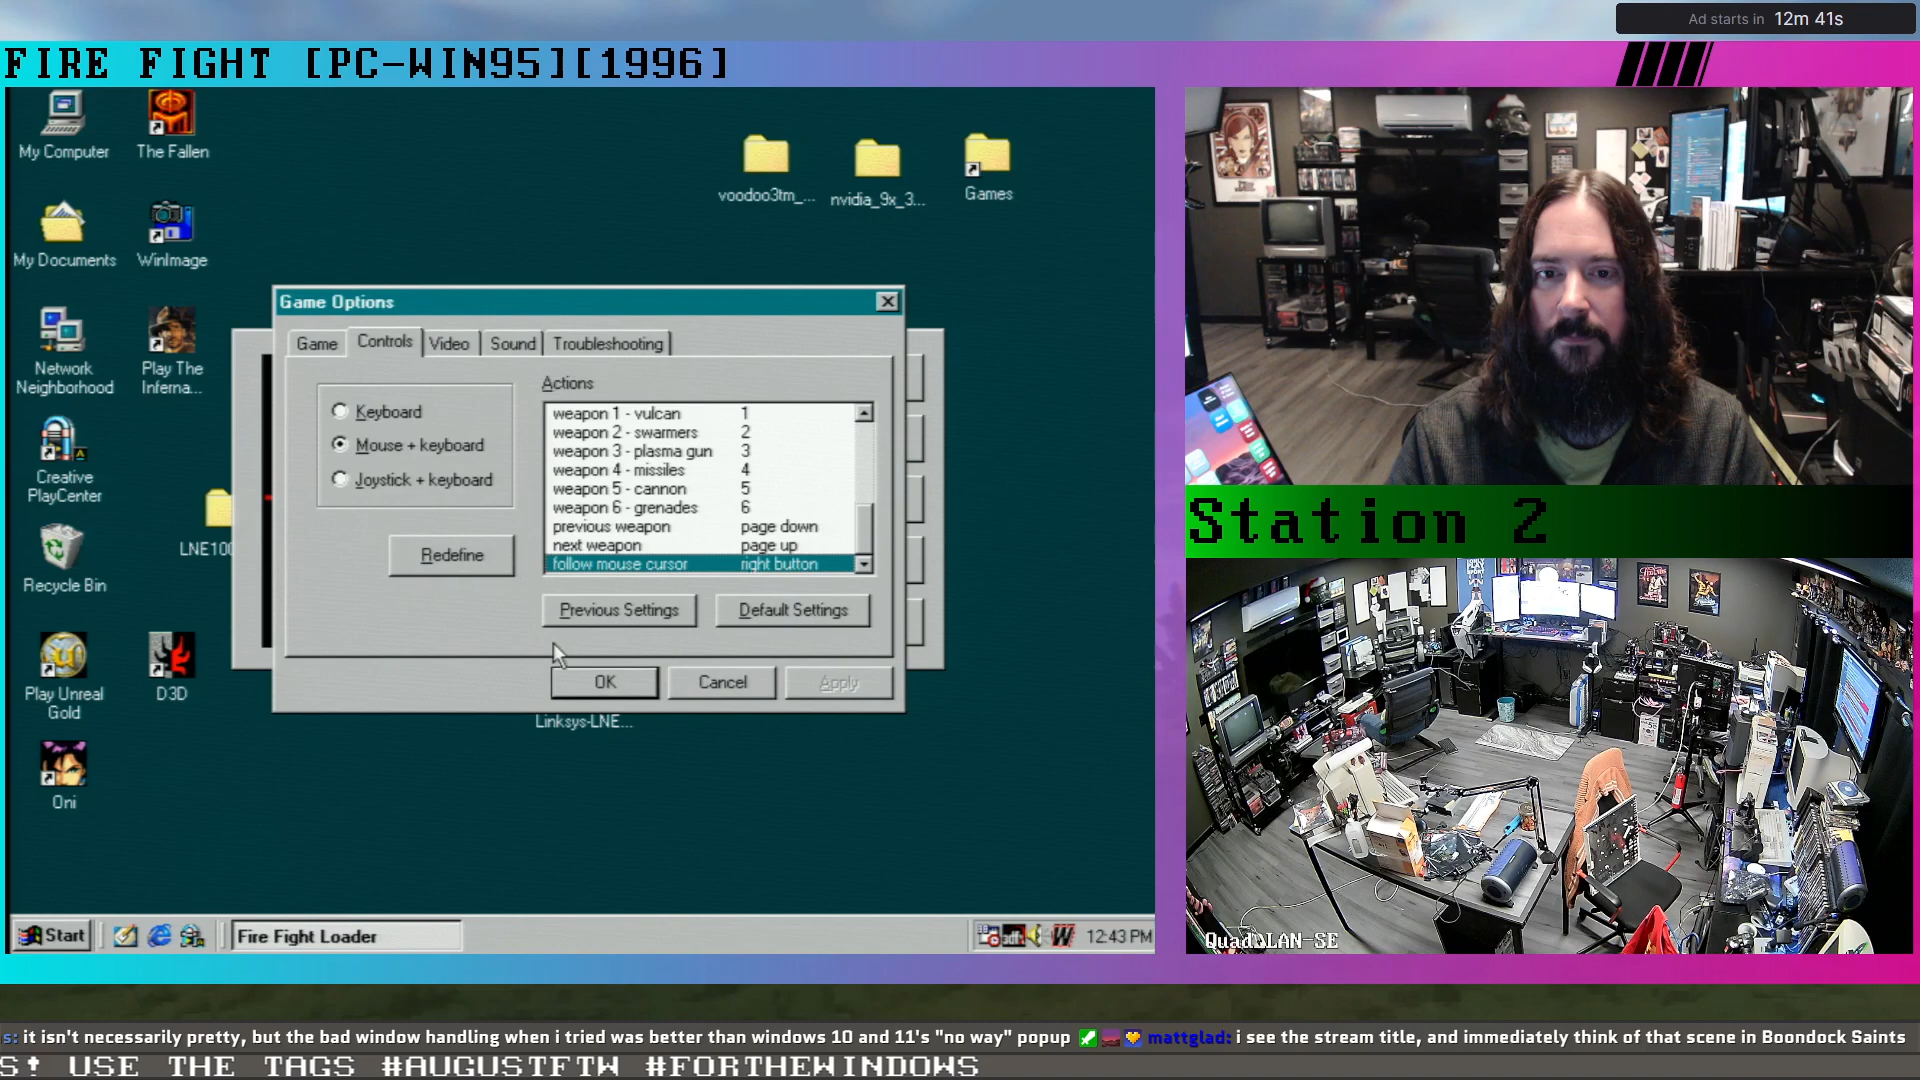 Ad starts in 12m 41s
FIRE FIGHT [PC-WIN95][1996]
My Computer
The Fallen
voodoo3tm_...
nvidia_9x_3...
Games
My Documents
WinImage
Network Neighborhood
Play The Inferna...
Creative PlayCenter
LNE100
Recycle Bin
Play Unreal Gold
D3D
Oni
Linksys-LNE...
Game Options
Game
Controls
Video
Sound
Troubleshooting
Keyboard
Mouse + keyboard
Joystick + keyboard
Redefine
Actions
weapon 1 - vulcan 1
weapon 2 - swarmers 2
weapon 3 - plasma gun 3
weapon 4 - missiles 4
weapon 5 - cannon 5
weapon 6 - grenades 6
previous weapon page down
next weapon page up
follow mouse cursor right button
Previous Settings
Default Settings
OK
Cancel
Apply
Start
Fire Fight Loader
12:43 PM
Station 2
Quad LAN-SE
s: it isn't necessarily pretty, but the bad window handling when i tried was better than windows 10 and 11's "no way" popup mattglad: i see the stream title, and immediately think of that scene in Boondock Saints
S! USE THE TAGS #AUGUSTFTW #FORTHEWINDOWS